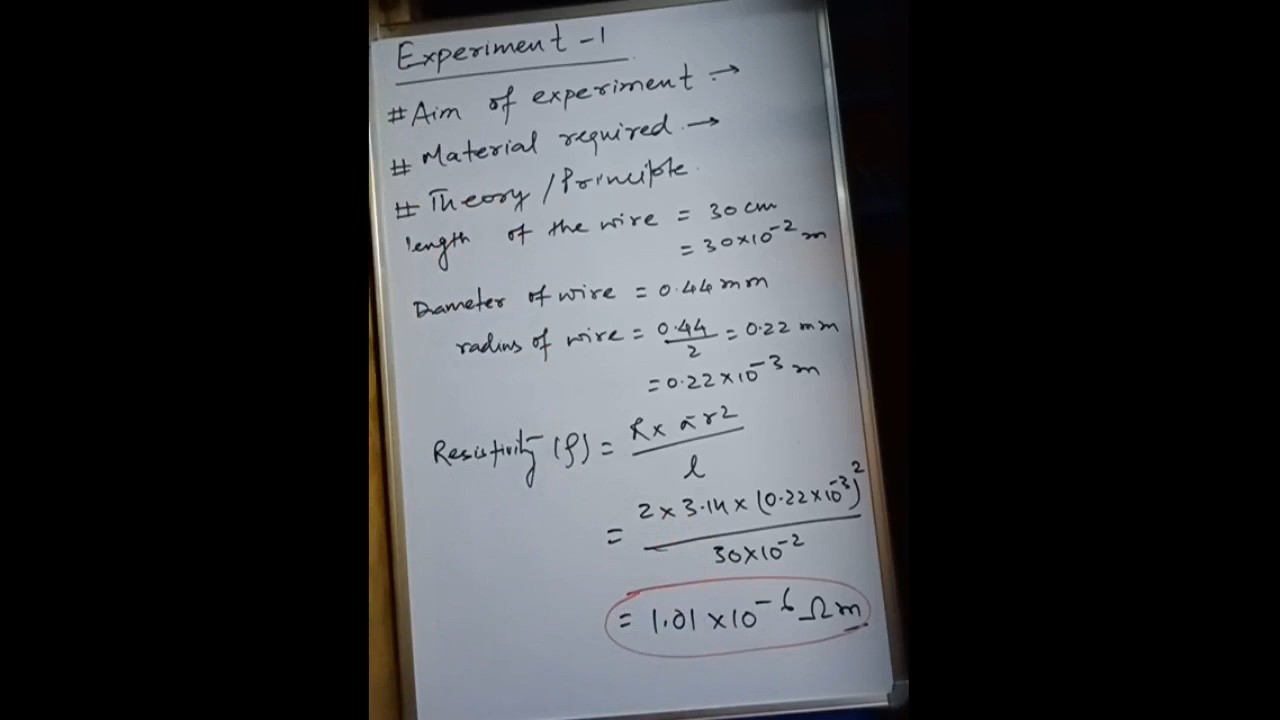 Experiment -1
# Aim of experiment →
# Material required →
# Theory / Principle
length of the wire = 30 cm
= 30×10⁻² m
Diameter of wire = 0.44 mm
radius of wire = 0.44/2 = 0.22 mm
= 0.22×10⁻³ m
Resistivity (ρ) = R× πr²/l
= 2 × 3.14 × (0.22×10⁻³)²/30×10⁻²
= 1.01 ×10⁻⁶ Ωm